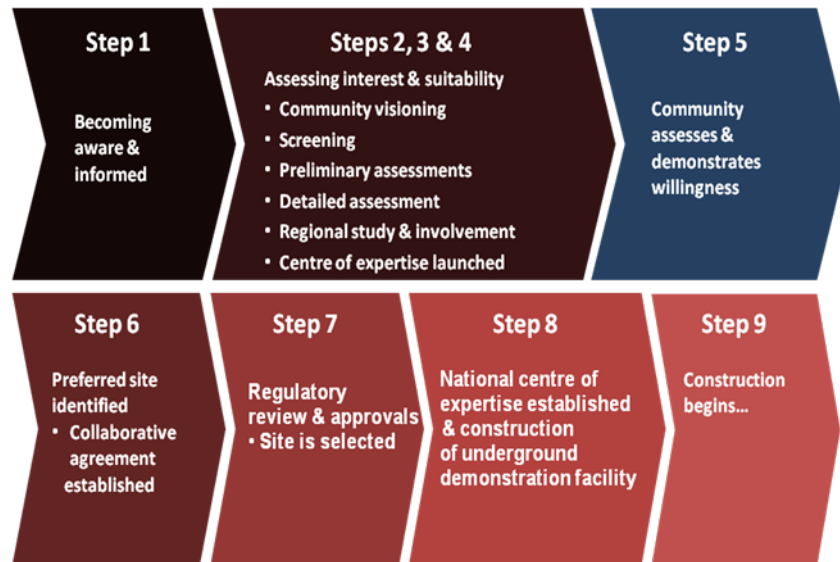 Step 1
Becoming
aware &
informed
Steps 2, 3 & 4
Assessing interest & suitability
• Community visioning
• Screening
• Preliminary assessments
• Detailed assessment
• Regional study & involvement
• Centre of expertise launched
Step 5
Community
assesses &
demonstrates
willingness
Step 6
Preferred site
identified
• Collaborative
agreement
established
Step 7
Regulatory
review & approvals
• Site is selected
Step 8
National centre of
expertise established
& construction
of underground
demonstration facility
Step 9
Construction
begins...